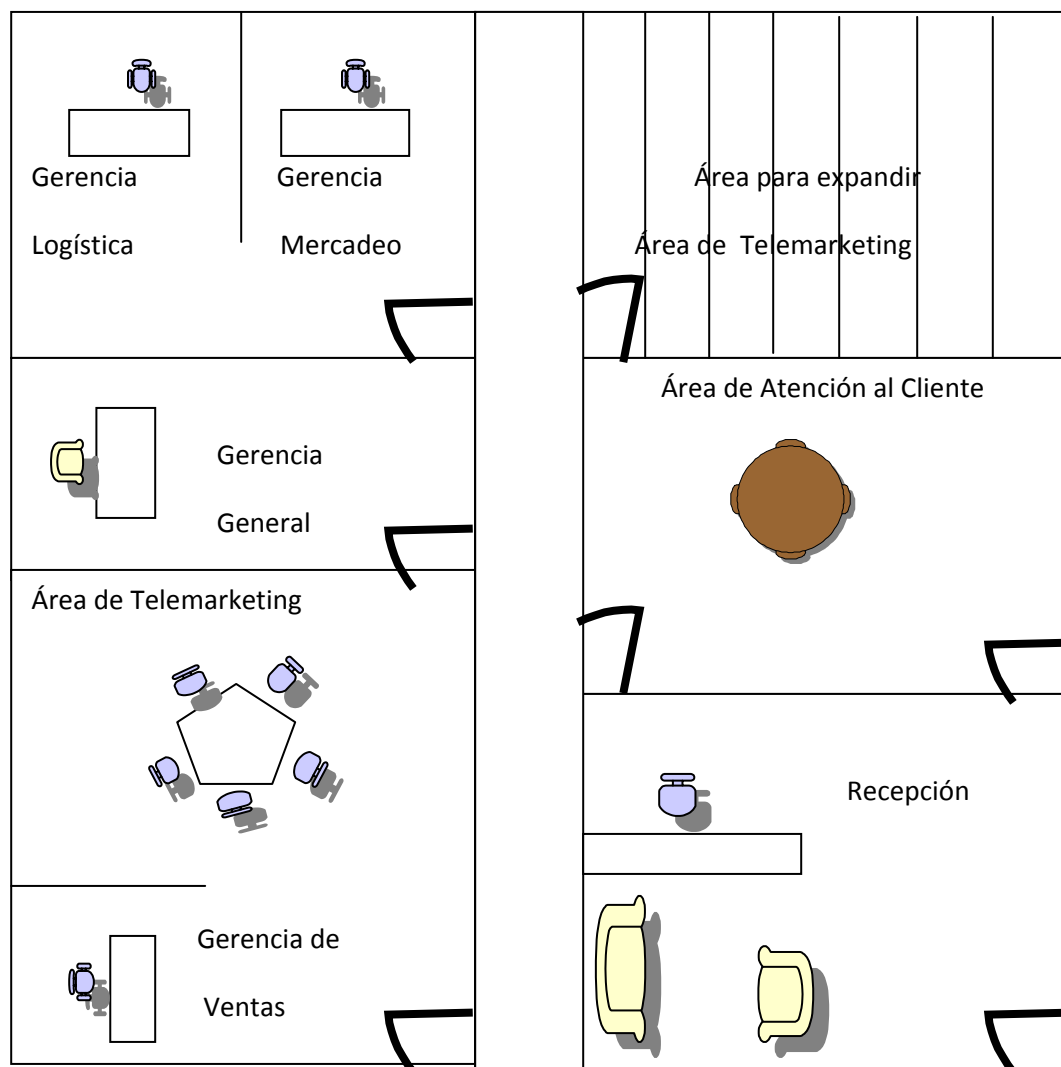 Gerencia
Logística
Gerencia
Mercadeo
Área para expandir
Área de  Telemarketing
Gerencia
General
Área de Atención al Cliente
Área de Telemarketing
Recepción
Gerencia de
Ventas